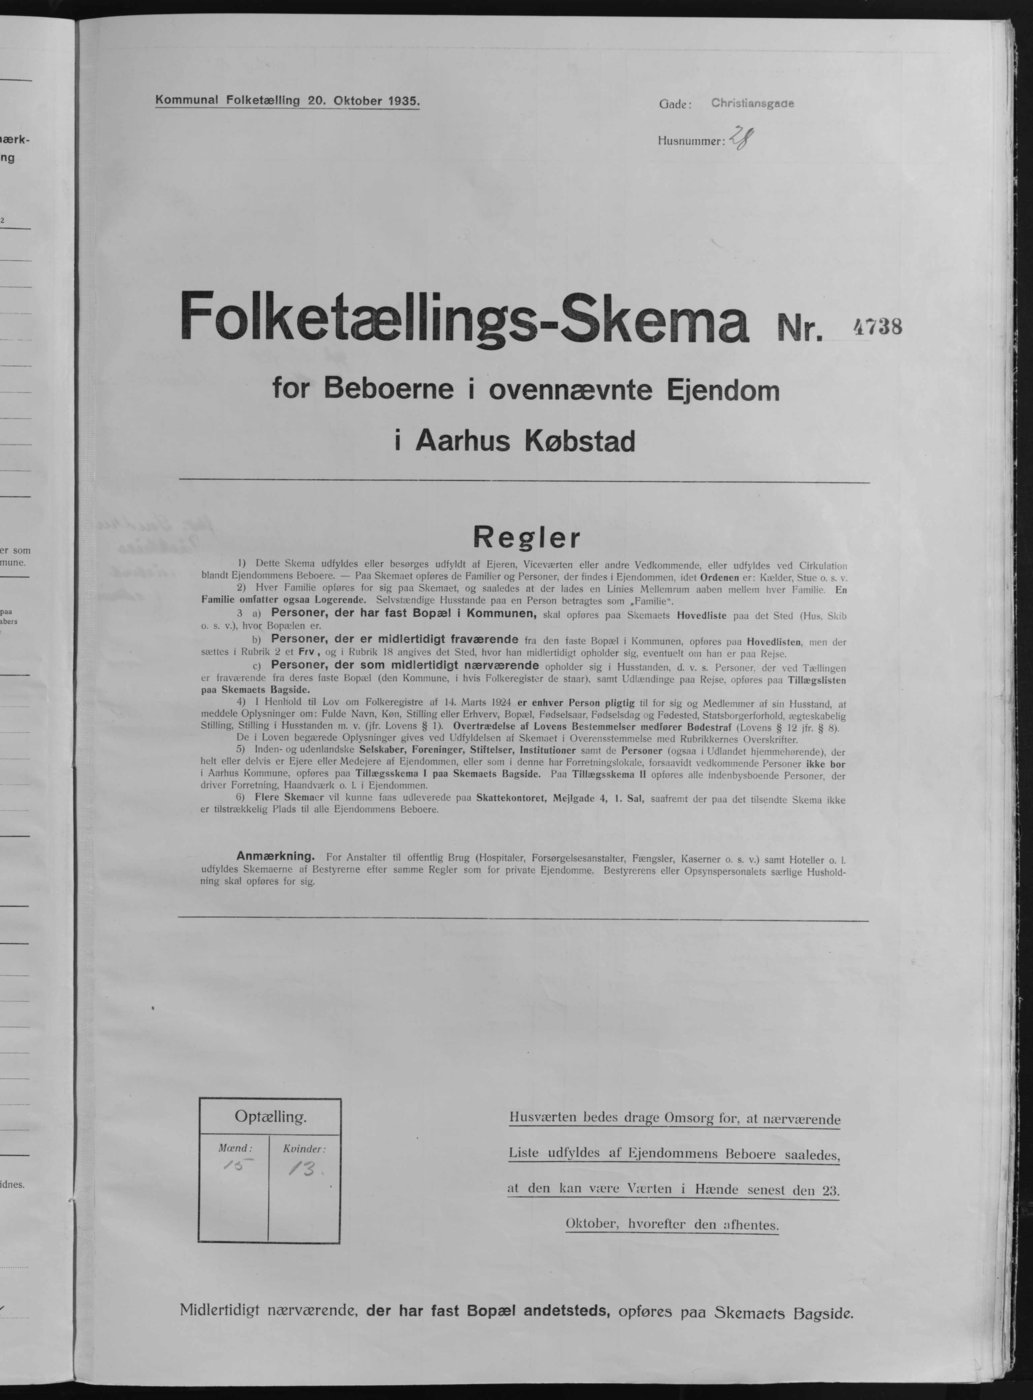 ærk-
ng
2
er som
mune.
paa
abers
idnes.
Kommunal Folketælling 20. Oktober 1935.
Gade: Christiansgade
Husnummer: 28
Folketællings-Skema Nr. 4738
for Beboerne i ovennævnte Ejendom
i Aarhus Købstad
Regler
1) Dette Skema udfyldes eller besørges udfyldt af Ejeren, Viceværten eller andre Vedkommende, eller udfyldes ved Cirkulation
blandt Ejendommens Beboere. — Paa Skemaet opføres de Familier og Personer, der findes i Ejendommen, idet Ordenen er: Kælder, Stue o. s. v.
2) Hver Familie opføres for sig paa Skemaet, og saaledes at der lades en Linies Mellemrum aaben mellem hver Familie. En
Familie omfatter ogsaa Logerende. Selvstændige Husstande paa en Person betragtes som „Familie“.
3 a) Personer, der har fast Bopæl i Kommunen, skal opføres paa Skemaets Hovedliste paa det Sted (Hus, Skib
o. s. v.), hvor Bopælen er.
b) Personer, der er midlertidigt fraværende fra den faste Bopæl i Kommunen, opføres paa Hovedlisten, men der
sættes i Rubrik 2 et Frv, og i Rubrik 18 angives det Sted, hvor han midlertidigt opholder sig, eventuelt om han er paa Rejse.
c) Personer, der som midlertidigt nærværende opholder sig i Husstanden, d. v. s. Personer, der ved Tællingen
er fraværende fra deres faste Bopæl (den Kommune, i hvis Folkeregister de staar), samt Udlændinge paa Rejse, opføres paa Tillægslisten
paa Skemaets Bagside.
4) I Henhold til Lov om Folkeregistre af 14. Marts 1924 er enhver Person pligtig til for sig og Medlemmer af sin Husstand, at
meddele Oplysninger om: Fulde Navn, Køn, Stilling eller Erhverv, Bopæl, Fødselsaar, Fødselsdag og Fødested, Statsborgerforhold, ægteskabelig
Stilling, Stilling i Husstanden m. v. (jfr. Lovens § 1). Overtrædelse af Lovens Bestemmelser medfører Bødestraf (Lovens § 12 jfr. § 8).
De i Loven begærede Oplysninger gives ved Udfyldelsen af Skemaet i Overensstemmelse med Rubrikkernes Overskrifter.
5) Inden- og udenlandske Selskaber, Foreninger, Stiftelser, Institutioner samt de Personer (ogsaa i Udlandet hjemmehørende), der
helt eller delvis er Ejere eller Medejere af Ejendommen, eller som i denne har Forretningslokale, forsaavidt vedkommende Personer ikke bor
i Aarhus Kommune, opføres paa Tillægsskema I paa Skemaets Bagside. Paa Tillægsskema II opføres alle indenbysboende Personer, der
driver Forretning, Haandværk o. l. i Ejendommen.
6) Flere Skemaer vil kunne faas udleverede paa Skattekontoret, Mejlgade 4, 1. Sal, saafremt der paa det tilsendte Skema ikke
er tilstrækkelig Plads til alle Ejendommens Beboere.
Anmærkning. For Anstalter til offentlig Brug (Hospitaler, Forsørgelsesanstalter, Fængsler, Kaserner o. s. v.) samt Hoteller o. l.
udfyldes Skemaerne af Bestyrerne efter samme Regler som for private Ejendomme. Bestyrerens eller Opsynspersonalets særlige Hushold-
ning skal opføres for sig.
Optælling.
Mænd: Kvinder:
15 13
Husværten bedes drage Omsorg for, at nærværende
Liste udfyldes af Ejendommens Beboere saaledes,
at den kan være Værten i Hænde senest den 23.
Oktober, hvorefter den afhentes.
Midlertidigt nærværende, der har fast Bopæl andetsteds, opføres paa Skemaets Bagside.